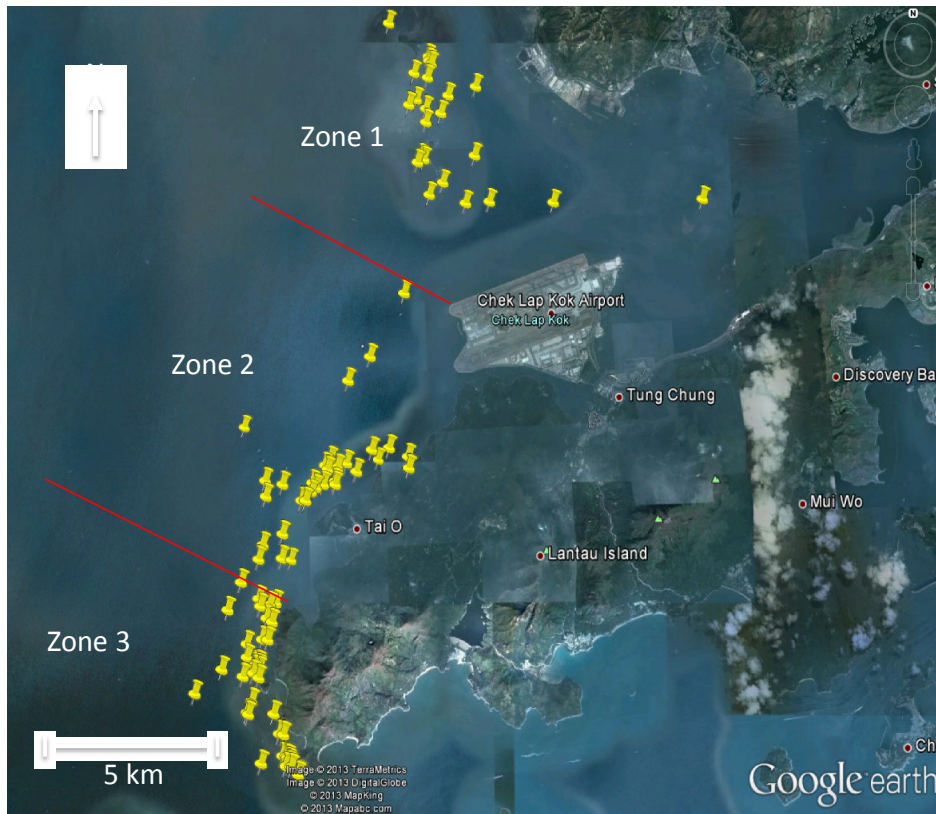 N
Zone 1
Chek Lap Kok Airport
Chek Lap Kok
Zone 2
Discovery Ba
Tung Chung
Mui Wo
Tai O
Lantau Island
Zone 3
5 km
Ch
Image © 2013 TerraMetrics
Image © 2013 DigitalGlobe
© 2013 MapKing
© 2013 Mapabc.com
Google earth